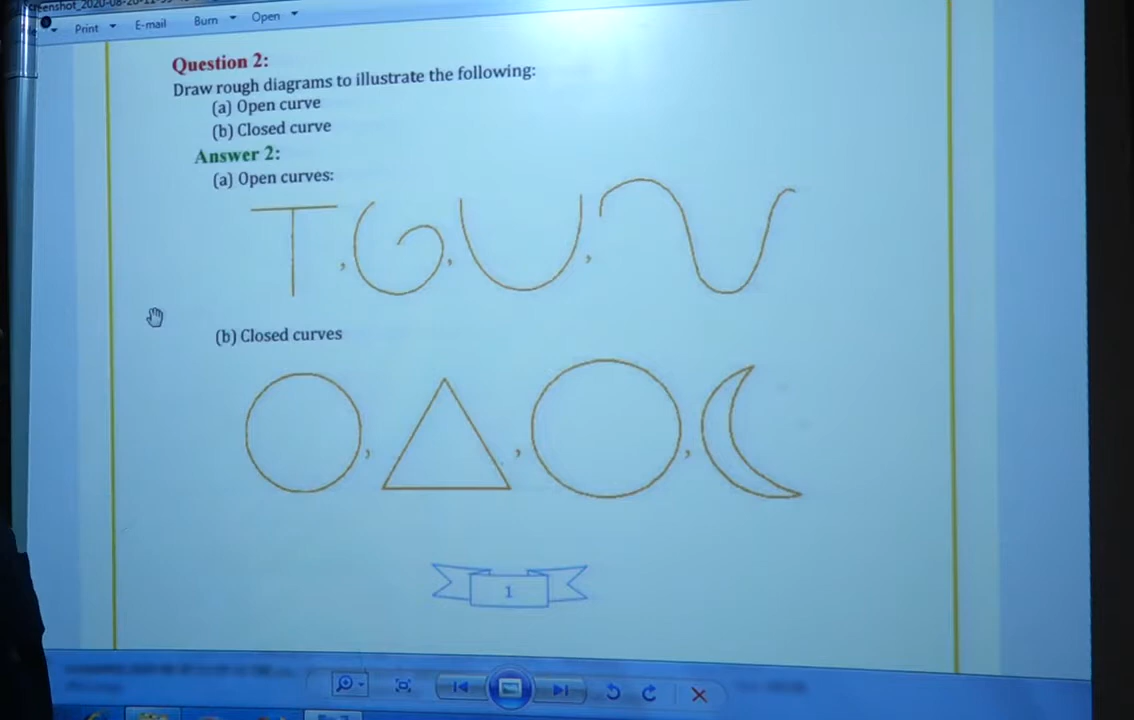 Print E-mail Burn Open
Question 2:
Draw rough diagrams to illustrate the following:
(a) Open curve
(b) Closed curve
Answer 2:
(a) Open curves:
, , ,
(b) Closed curves
, , ,
1